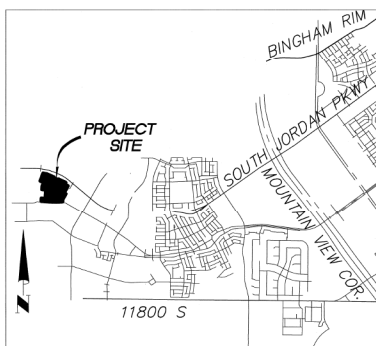 BINGHAM RIM
SOUTH JORDAN PKWY
PROJECT
SITE
MOUNTAIN VIEW COR.
N
11800 S